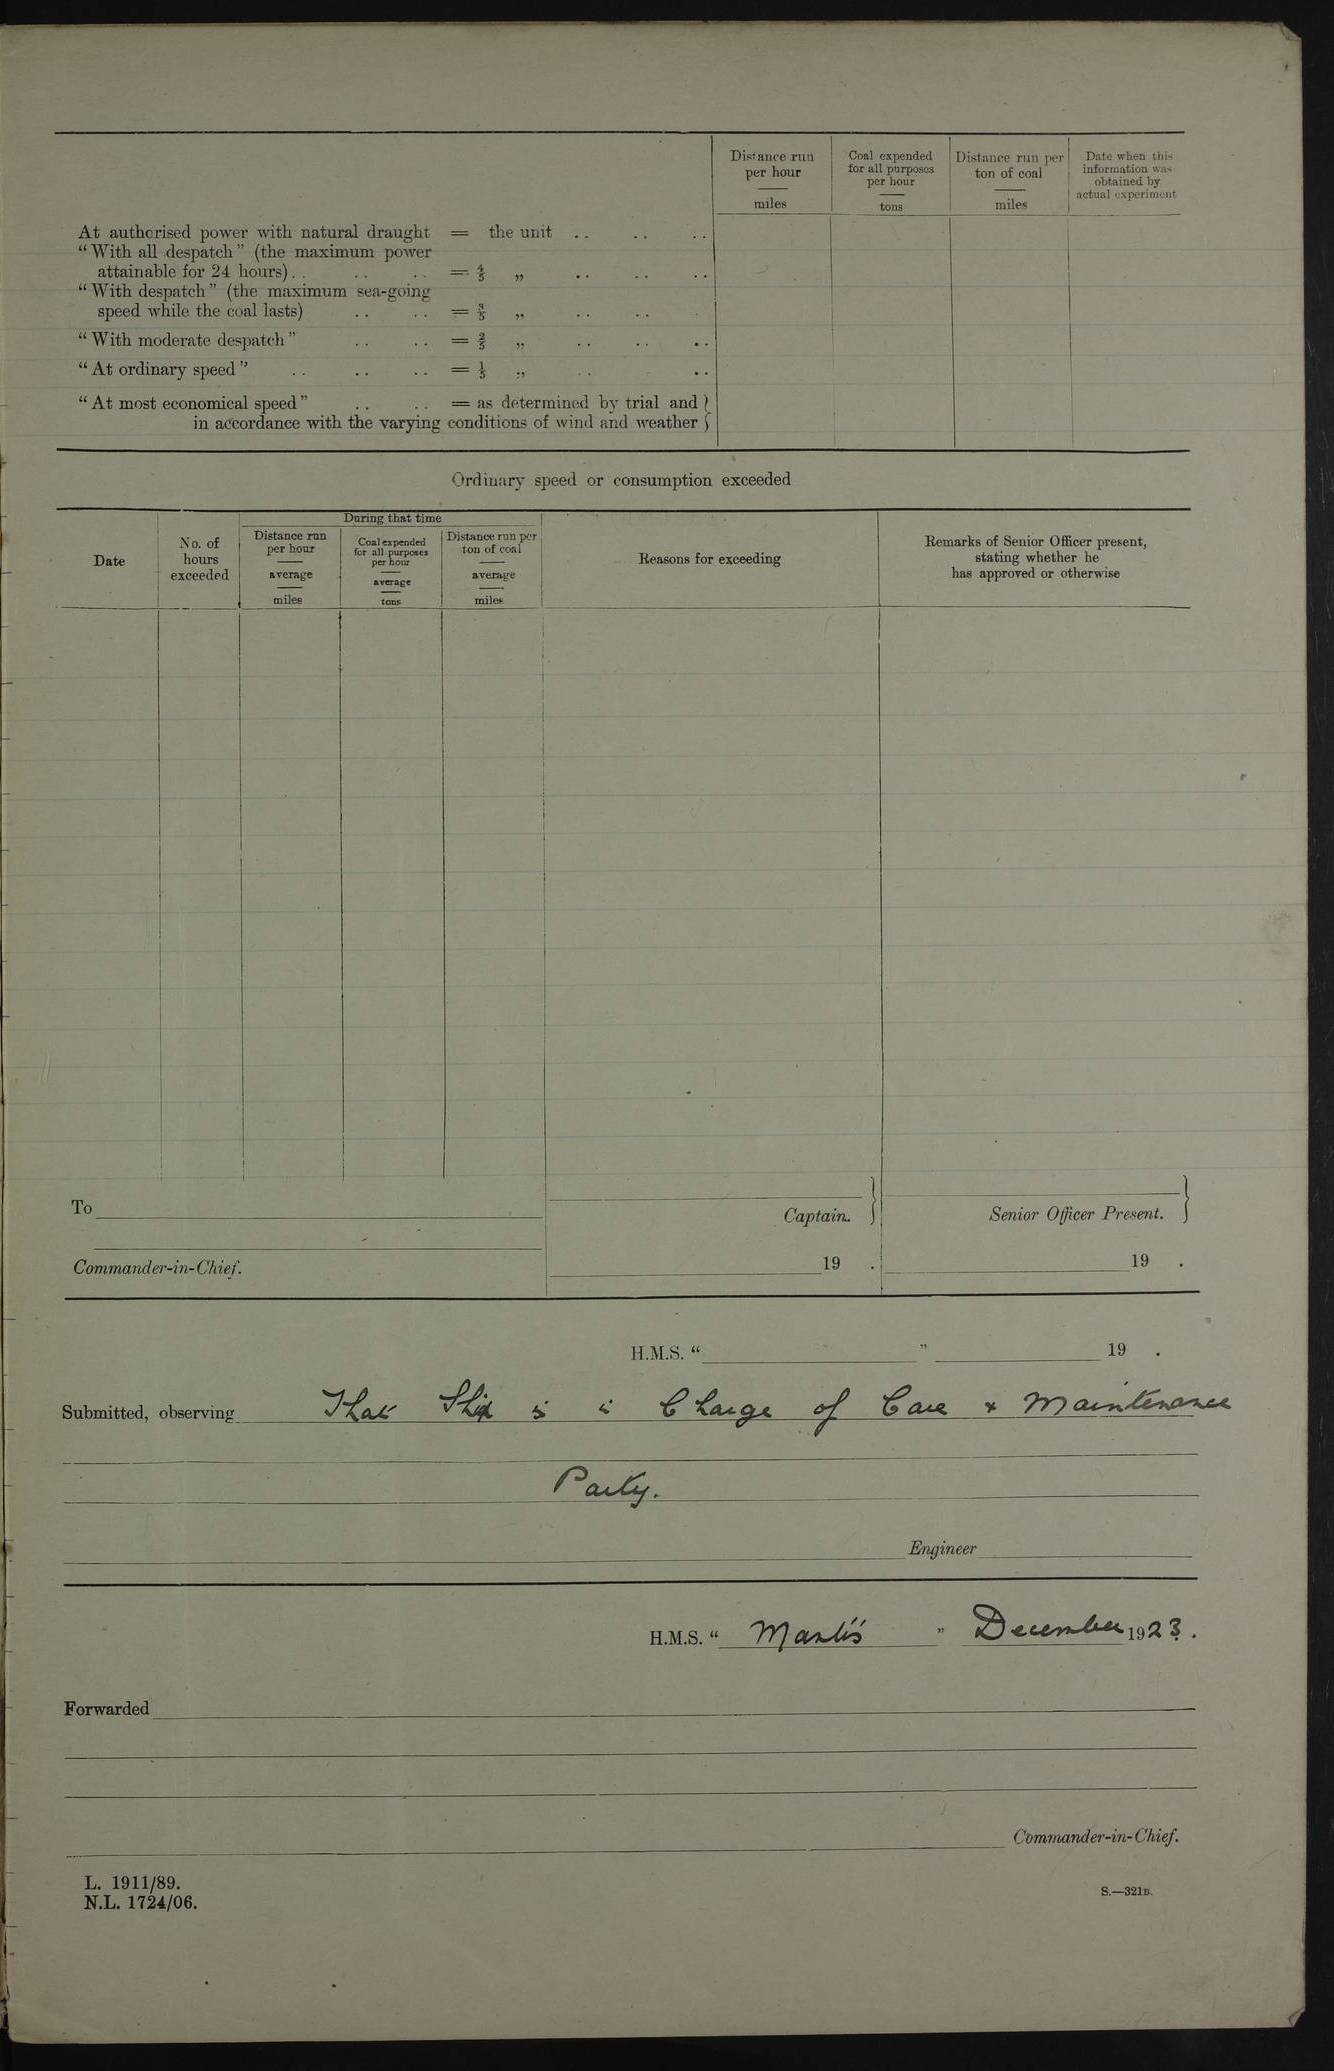 Distance run per hour miles
Coal expended for all purposes per hour tons
Distance run per ton of coal miles
Date when this information was obtained by actual experiment
At authorised power with natural draught = the unit .. .. ..
“With all despatch” (the maximum power
attainable for 24 hours) .. .. .. = 4/5 „ .. .. ..
“With despatch” (the maximum sea-going
speed while the coal lasts) .. .. = 3/5 „ .. .. .
“With moderate despatch” .. .. = 2/5 „ .. .. ..
“At ordinary speed” .. .. .. = 1/5 „ .. ..
“At most economical speed” .. .. = as determined by trial and }
in accordance with the varying conditions of wind and weather }
Ordinary speed or consumption exceeded
During that time
Date
No. of hours exceeded
Distance run per hour average miles
Coal expended for all purposes per hour average tons
Distance run per ton of coal average miles
Reasons for exceeding
Remarks of Senior Officer present, stating whether he has approved or otherwise
To
Captain. }
Senior Officer Present. }
Commander-in-Chief.
19 .
19 .
H.M.S. “ ” 19 .
Submitted, observing That Ship is i Charge of Care & Maintenance
Party.
Engineer
H.M.S. “ Mantis ” December 1923.
Forwarded
Commander-in-Chief.
L. 1911/89.
N.L. 1724/06.
S.—321B.